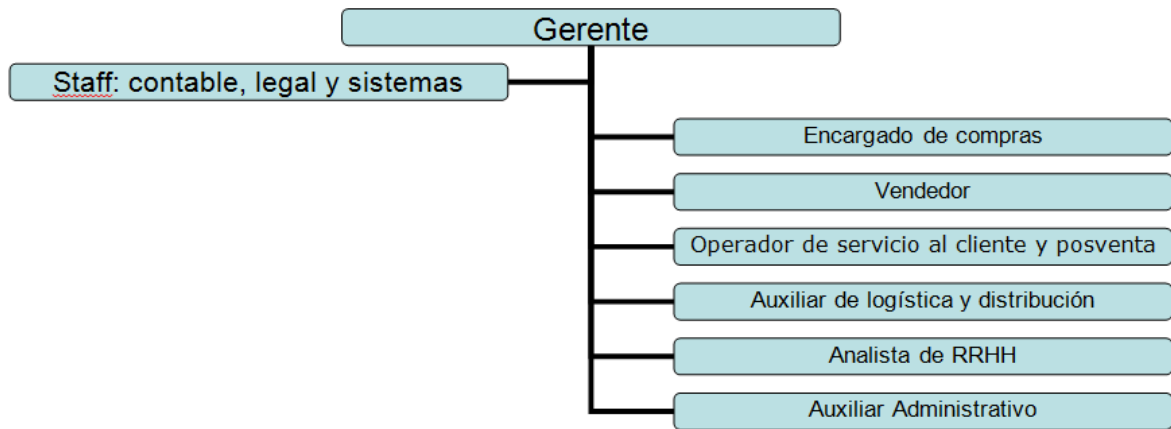 Gerente
Staff: contable, legal y sistemas
Encargado de compras
Vendedor
Operador de servicio al cliente y posventa
Auxiliar de logística y distribución
Analista de RRHH
Auxiliar Administrativo